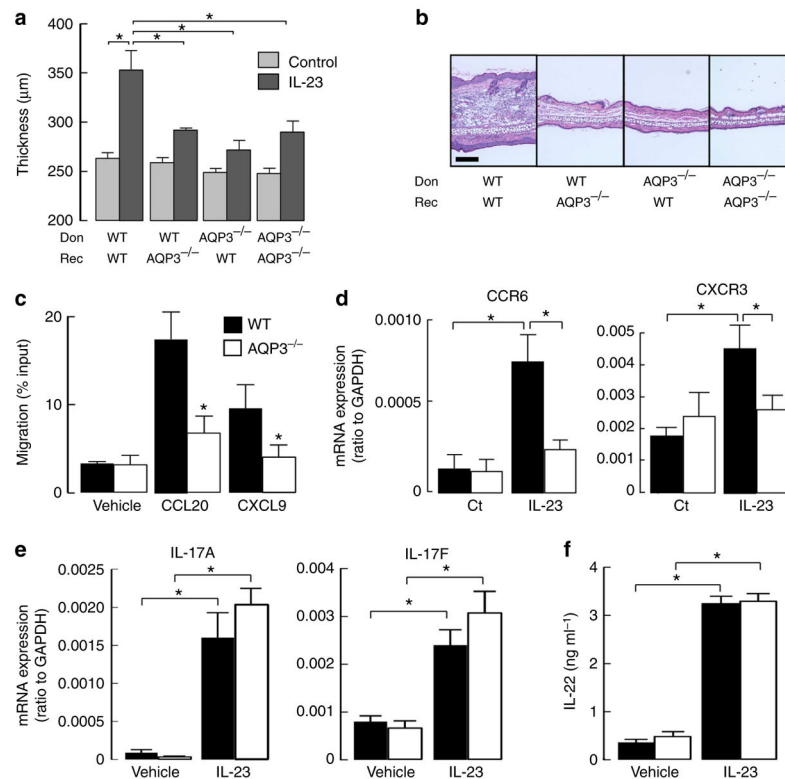 a
Thickness (μm)
400
350
300
250
200
* * * *
Control
IL-23
Don WT WT AQP3−/− AQP3−/−
Rec WT AQP3−/− WT AQP3−/−
b
Don WT WT AQP3−/− AQP3−/−
Rec WT AQP3−/− WT AQP3−/−
c
Migration (% input)
20
10
0
WT
AQP3−/−
* *
Vehicle CCL20 CXCL9
d
mRNA expression
(ratio to GAPDH)
CCR6
0.0010
0.0005
0
* *
Ct IL-23
CXCR3
0.005
0.004
0.003
0.002
0.001
0
* *
Ct IL-23
e
mRNA expression
(ratio to GAPDH)
IL-17A
0.0025
0.0020
0.0015
0.0010
0.0005
0
* *
Vehicle IL-23
IL-17F
0.004
0.003
0.002
0.001
0
* *
Vehicle IL-23
f
IL-22 (ng ml−1)
4
3
2
1
0
* *
Vehicle IL-23